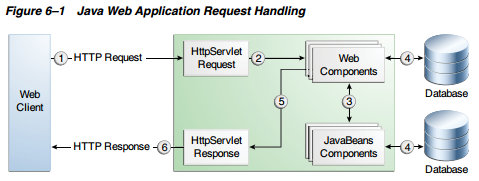 Figure 6–1 Java Web Application Request Handling
Web
Client
1 HTTP Request
HttpServlet
Request
2
Web
Components
4
Database
5
3
HTTP Response 6
HttpServlet
Response
JavaBeans
Components
4
Database